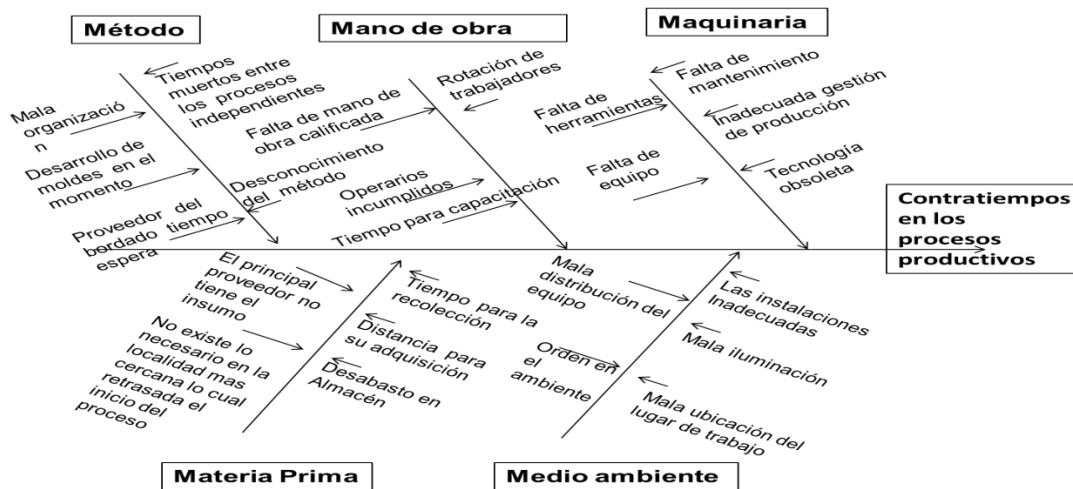 Método
Mano de obra
Maquinaria
Tiempos
muertos entre
los procesos
independientes
Mala
organizació
n
Desarrollo de
moldes en el
momento
Desconocimiento
del método
Proveedor del
bordado tiempo
espera
Rotación de
trabajadores
Falta de mano de
obra calificada
Operarios
incumplidos
Tiempo para capacitación
Falta de
mantenimiento
Falta de
herramientas
Inadecuada gestión
de producción
Falta de
equipo
Tecnología
obsoleta
Contratiempos
en los
procesos
productivos
El principal
proveedor no
tiene el
insumo
Tiempo para la
recolección
No existe lo
necesario en la
localidad mas
cercana lo cual
retrasada el
inicio del
proceso
Distancia para
su adquisición
Desabasto en
Almacén
Mala
distribución del
equipo
Las instalaciones
Inadecuadas
Orden en
el
ambiente
Mala iluminación
Mala ubicación del
lugar de trabajo
Materia Prima
Medio ambiente